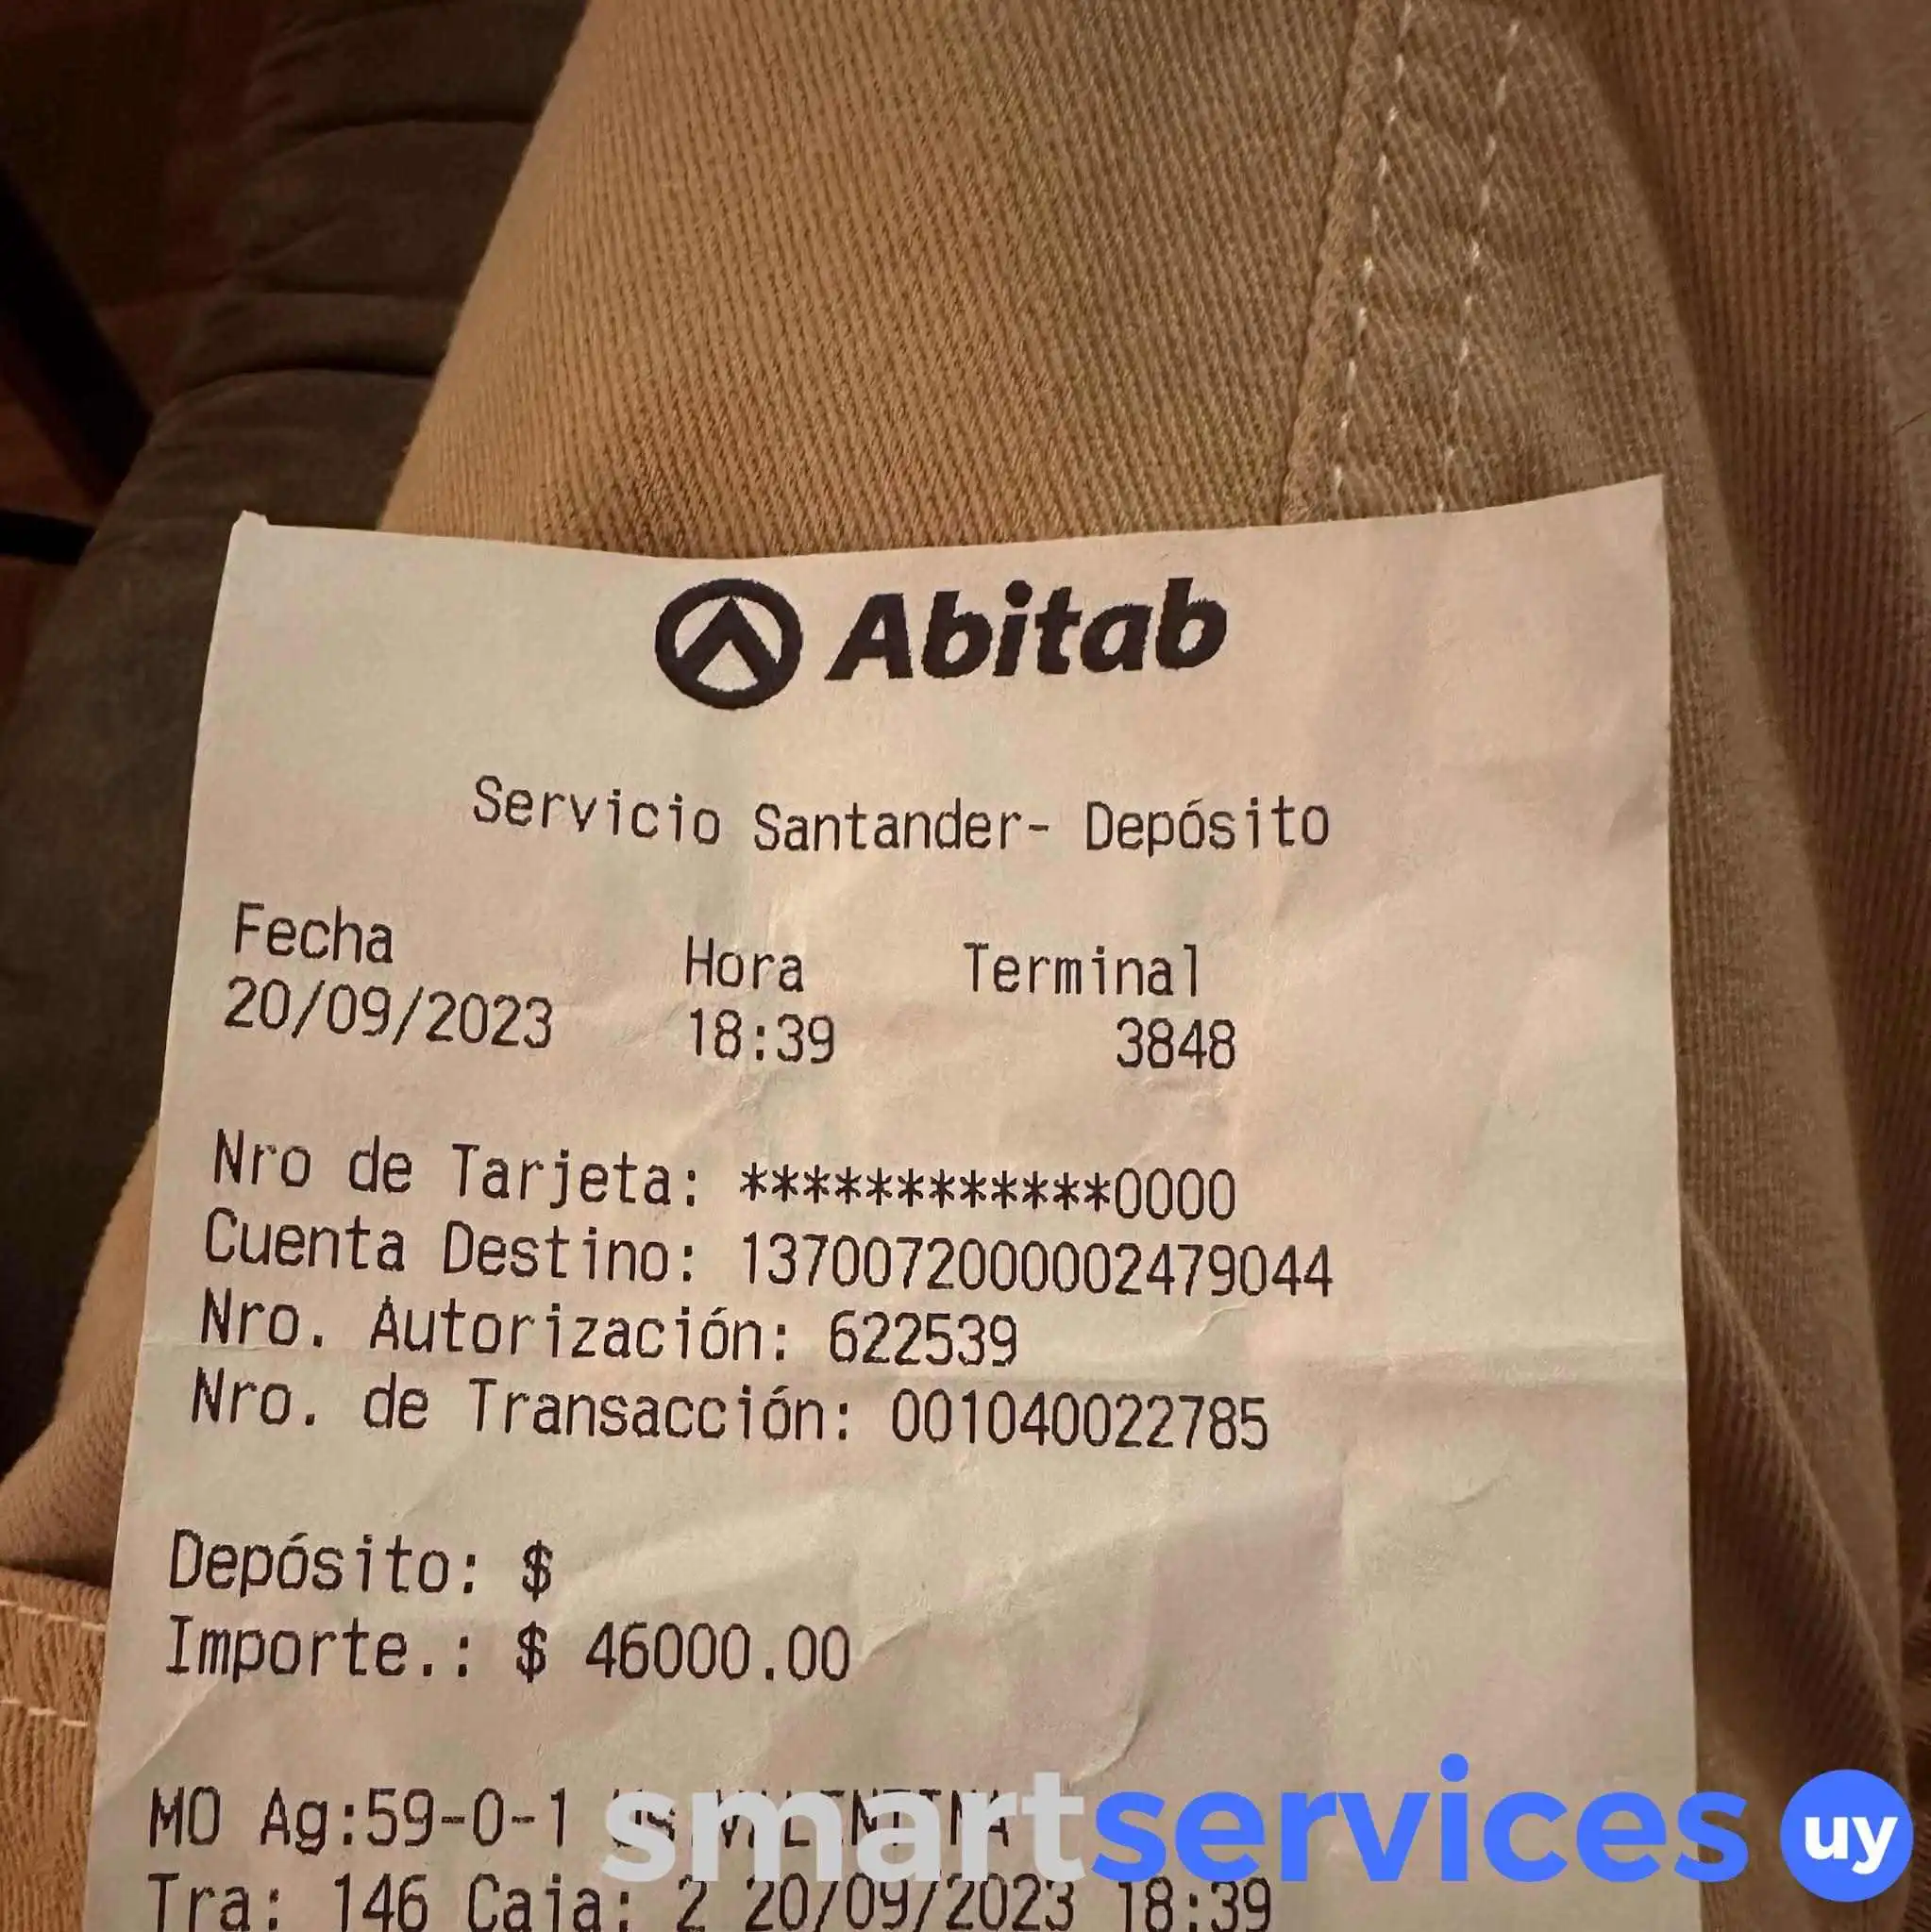 Abitab
Servicio Santander- Depósito
Fecha Hora Terminal
20/09/2023 18:39 3848
Nro de Tarjeta: ************0000
Cuenta Destino: 1370072000002479044
Nro. Autorización: 622539
Nro. de Transacción: 001040022785
Depósito: $
Importe.: $ 46000.00
MO Ag:59-0-1 Us:VALENTINA
smartservices uy
Tra: 146 Caja: 2 20/09/2023 18:39